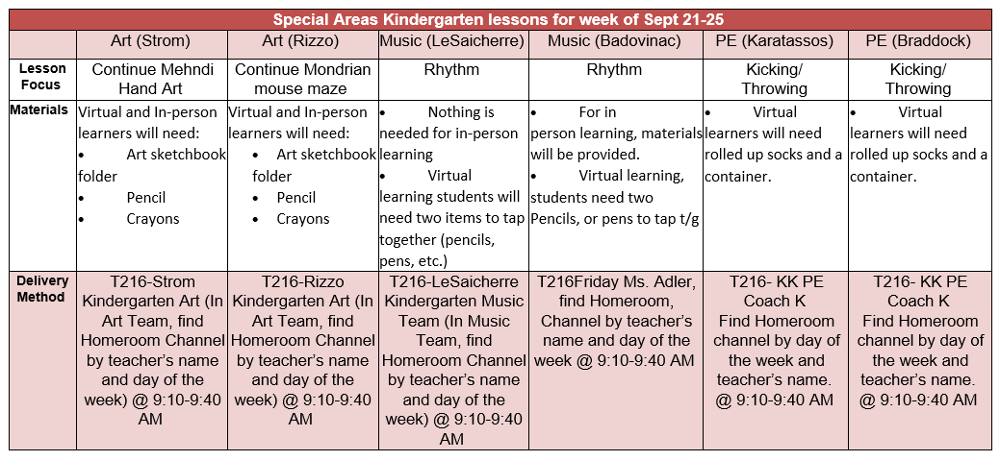 Special Areas Kindergarten lessons for week of Sept 21-25
Art (Strom)
Art (Rizzo)
Music (LeSaicherre)
Music (Badovinac)
PE (Karatassos)
PE (Braddock)
Lesson
Focus
Continue Mehndi
Hand Art
Continue Mondrian
mouse maze
Rhythm
Rhythm
Kicking/
Throwing
Kicking/
Throwing
Materials
Virtual and In-person
learners will need:
• Art sketchbook
folder
• Pencil
• Crayons
Virtual and In-person
learners will need:
• Art sketchbook
folder
• Pencil
• Crayons
• Nothing is
needed for in-person
learning
• Virtual
learning students will
need two items to tap
together (pencils,
pens, etc.)
• For in
person learning, materials
will be provided.
• Virtual learning,
students need two
Pencils, or pens to tap t/g
• Virtual
learners will need
rolled up socks and a
container.
• Virtual
learners will need
rolled up socks and a
container.
Delivery
Method
T216-Strom
Kindergarten Art (In
Art Team, find
Homeroom Channel
by teacher's name
and day of the
week) @ 9:10-9:40
AM
T216-Rizzo
Kindergarten Art (In
Art Team, find
Homeroom Channel
by teacher's name
and day of the
week) @ 9:10-9:40
AM
T216-LeSaicherre
Kindergarten Music
Team (In Music
Team, find
Homeroom Channel
by teacher's name
and day of the
week) @ 9:10-9:40
AM
T216Friday Ms. Adler,
find Homeroom,
Channel by teacher's
name and day of the
week @ 9:10-9:40 AM
T216- KK PE
Coach K
Find Homeroom
channel by day of
the week and
teacher's name.
@ 9:10-9:40 AM
T216- KK PE
Coach K
Find Homeroom
channel by day of
the week and
teacher's name.
@ 9:10-9:40 AM